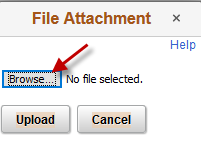 File Attachment ×
Help
Browse... No file selected.
Upload Cancel